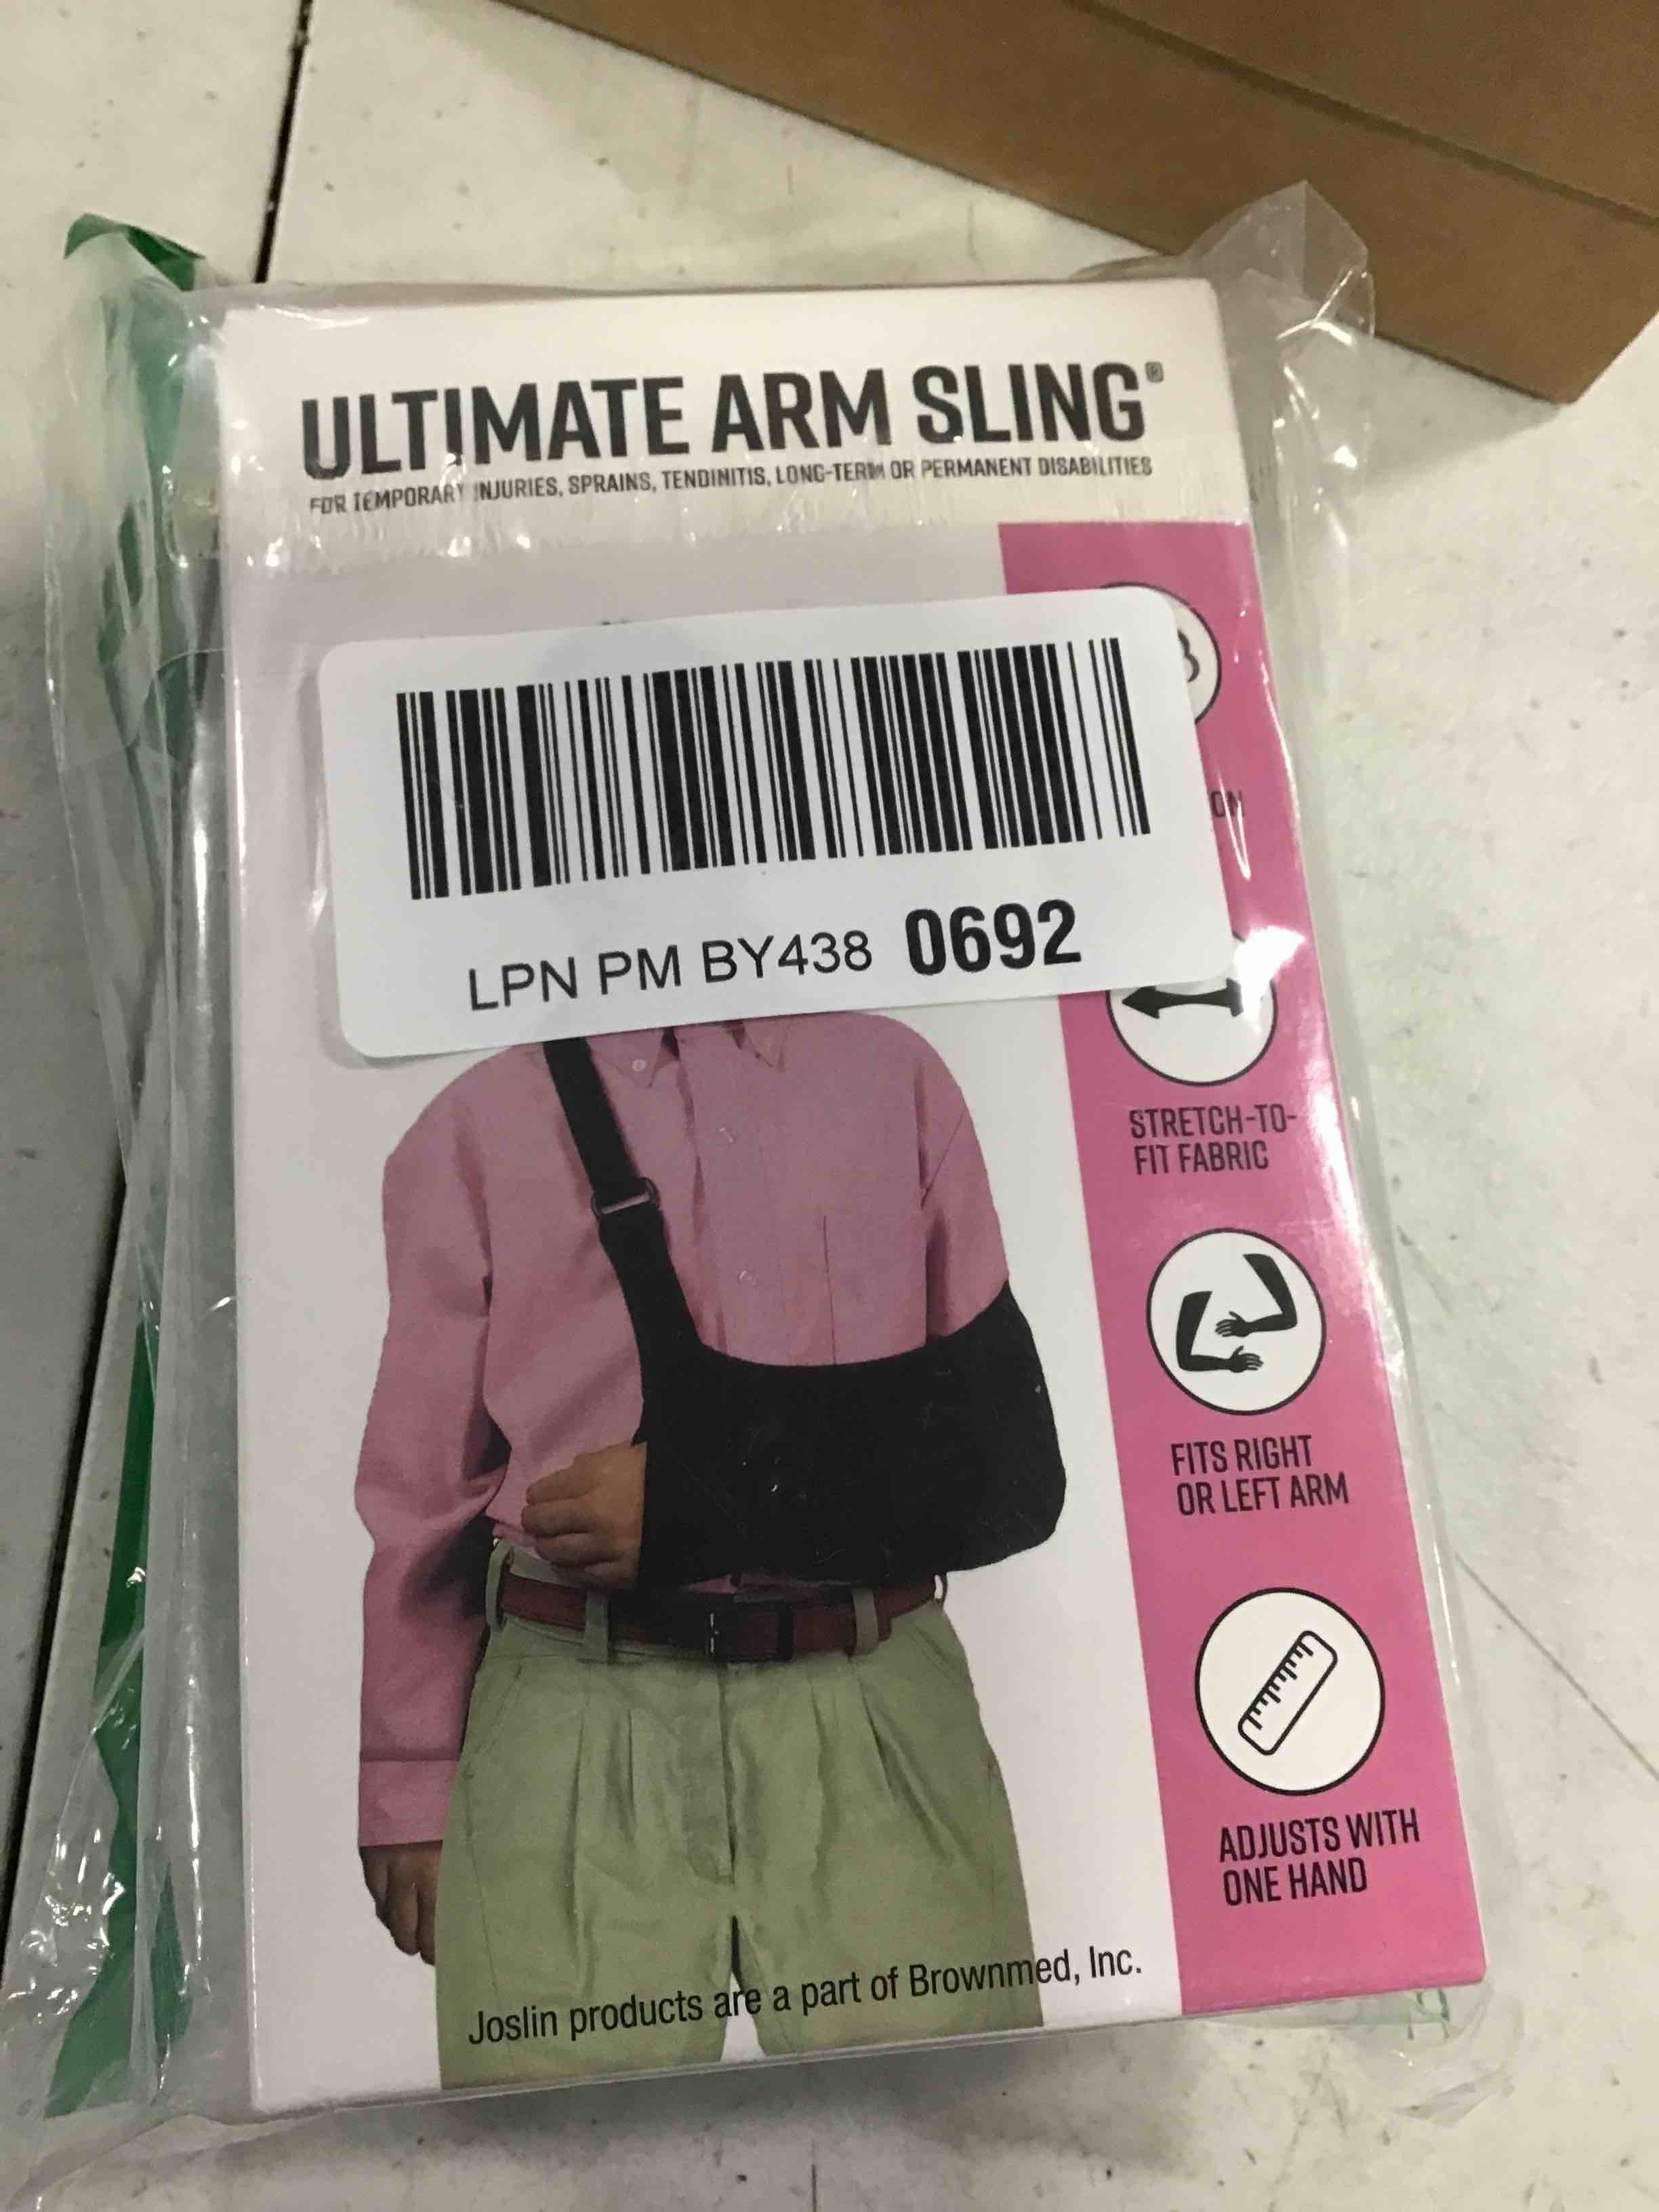 ULTIMATE ARM SLING®
FOR TEMPORARY INJURIES, SPRAINS, TENDINITIS, LONG-TERM OR PERMANENT DISABILITIES
LPN PM BY438 0692
STRETCH-TO-
FIT FABRIC
FITS RIGHT
OR LEFT ARM
ADJUSTS WITH
ONE HAND
Joslin products are a part of Brownmed, Inc.